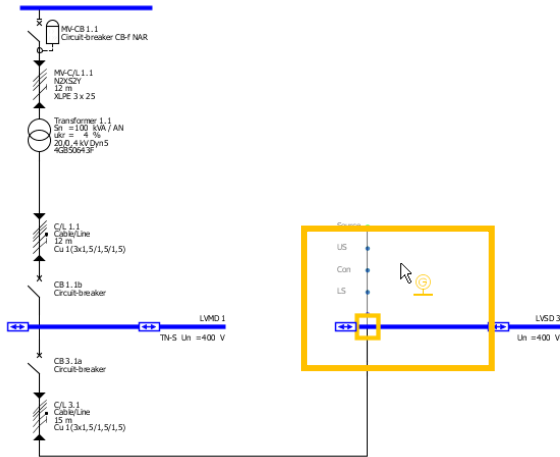 MV-CB 1.1
Circuit-breaker CB-f NAR
MV-C/L 1.1
N2XS2Y
12 m
XLPE 3 x 25
Transformer 1.1
Sn =100 kVA / AN
ukr = 4 %
20/0,4 kV Dyn5
4GB50643F
C/L 1.1
Cable/Line
12 m
Cu 1(3x1,5/1,5/1,5)
Source
US
Con
LS
G
CB 1.1b
Circuit-breaker
LVMD 1
TN-S Un =400 V
LVSD 3
Un =400 V
CB 3.1a
Circuit-breaker
C/L 3.1
Cable/Line
15 m
Cu 1(3x1,5/1,5/1,5)